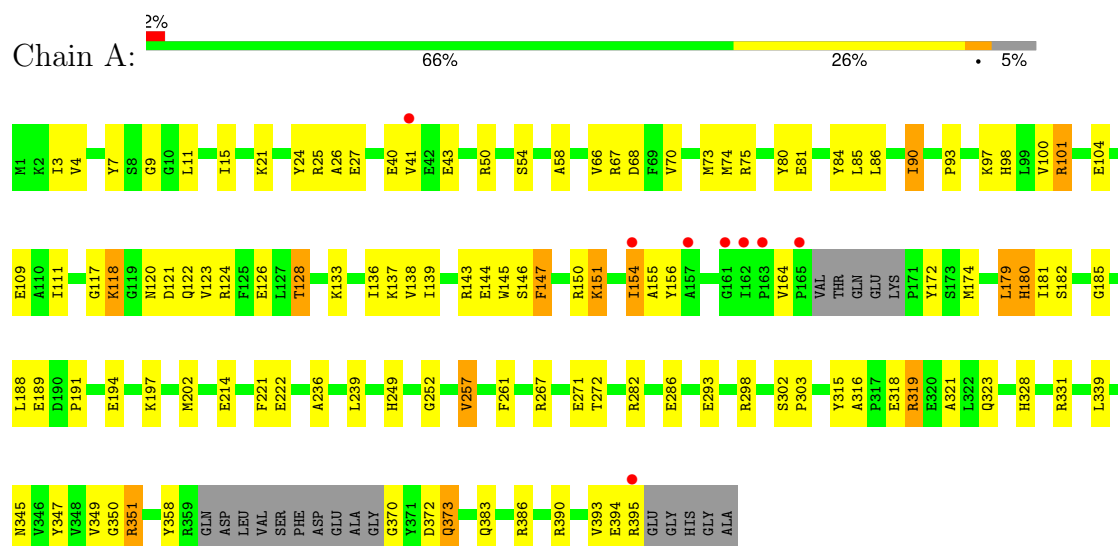 2%
Chain A:
66% 26% • 5%
M1 K2 I3 V4 Y7 S8 G9 G10 L11 I15 K21 Y24 R25 A26 E27 E40 V41 E42 E43 R50 S54 A58 V66 R67 D68 F69 V70 M73 M74 R75 Y80 E81 Y84 L85 L86 I90 P93 K97 H98 L99 V100 R101 E104
E109 A110 I111 G117 K118 G119 N120 D121 Q122 V123 R124 F125 E126 L127 T128 K133 I136 K137 V138 I139 R143 E144 W145 S146 F147 R150 K151 I154 A155 Y156 A157 G161 I162 P163 V164 P165 VAL THR GLN GLU LYS P171 Y172 S173 M174 L179 H180 I181 S182 G185
L188 E189 D190 P191 E194 K197 M202 E214 F221 E222 A236 L239 H249 G252 V257 F261 R267 E271 T272 R282 E286 E293 R298 S302 P303 Y315 A316 P317 E318 R319 E320 A321 L322 Q323 H328 R331 L339
N345 V346 Y347 V348 V349 G350 R351 Y358 R359 GLN ASP LEU VAL SER PHE ASP GLU ALA GLY G370 Y371 D372 Q373 Q383 R386 R390 V393 E394 R395 GLU GLY HIS GLY ALA